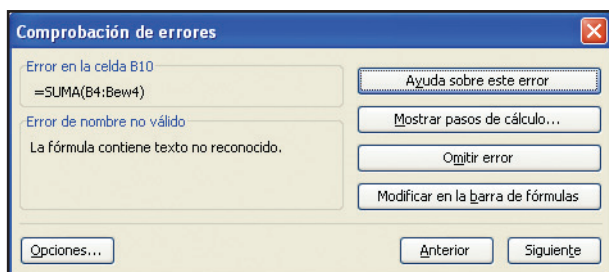 Comprobación de errores
Error en la celda B10
=SUMA(B4:Bew4)
Error de nombre no válido
La fórmula contiene texto no reconocido.
Ayuda sobre este error
Mostrar pasos de cálculo...
Omitir error
Modificar en la barra de fórmulas
Opciones...
Anterior
Siguiente